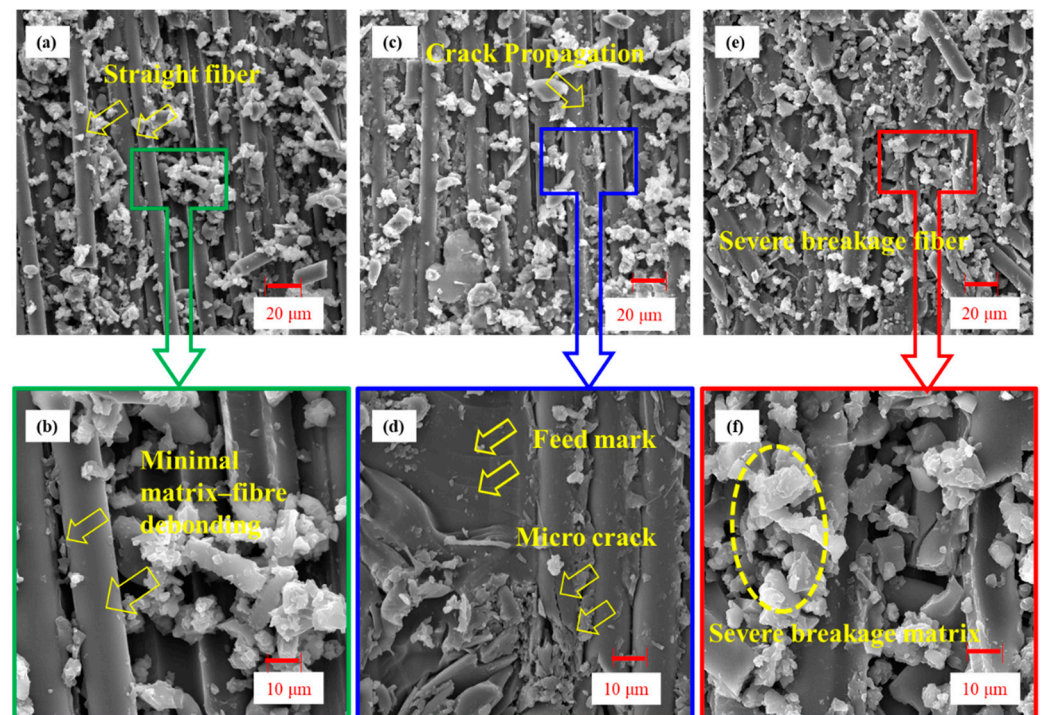 (a)
Straight fiber
20 μm
(c)
Crack Propagation
20 μm
(e)
Severe breakage fiber
20 μm
(b)
Minimal
matrix–fibre
debonding
10 μm
(d)
Feed mark
Micro crack
10 μm
(f)
Severe breakage matrix
10 μm